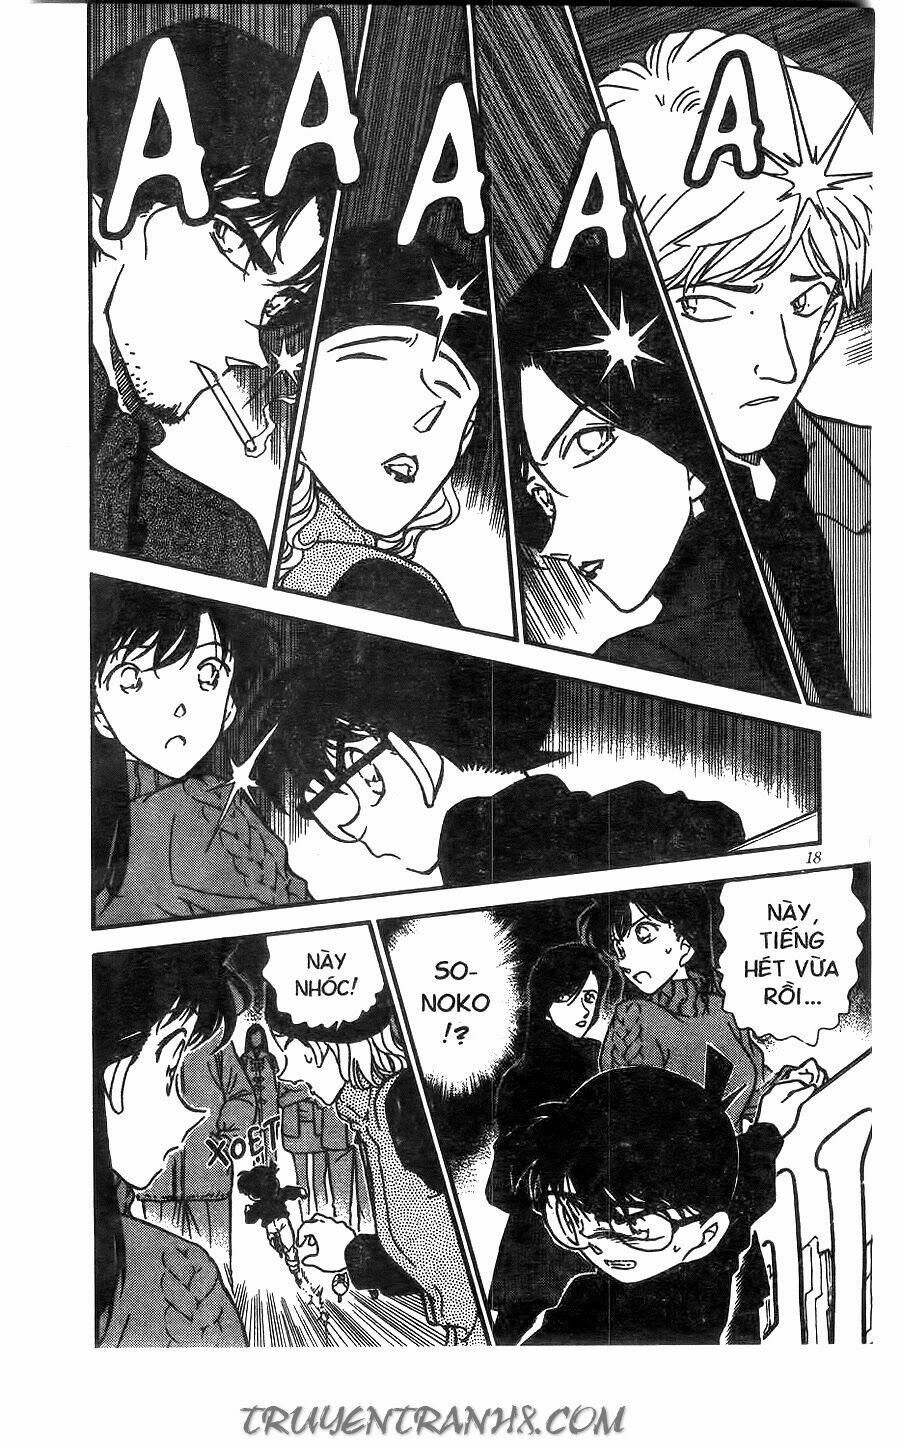 A A A A A
18
NÀY,
TIẾNG
HÉT VỪA
RỒI...
SO-
NOKO
!?
NÀY
NHÓC!
XOẸT
TRUYENTRANH8.COM